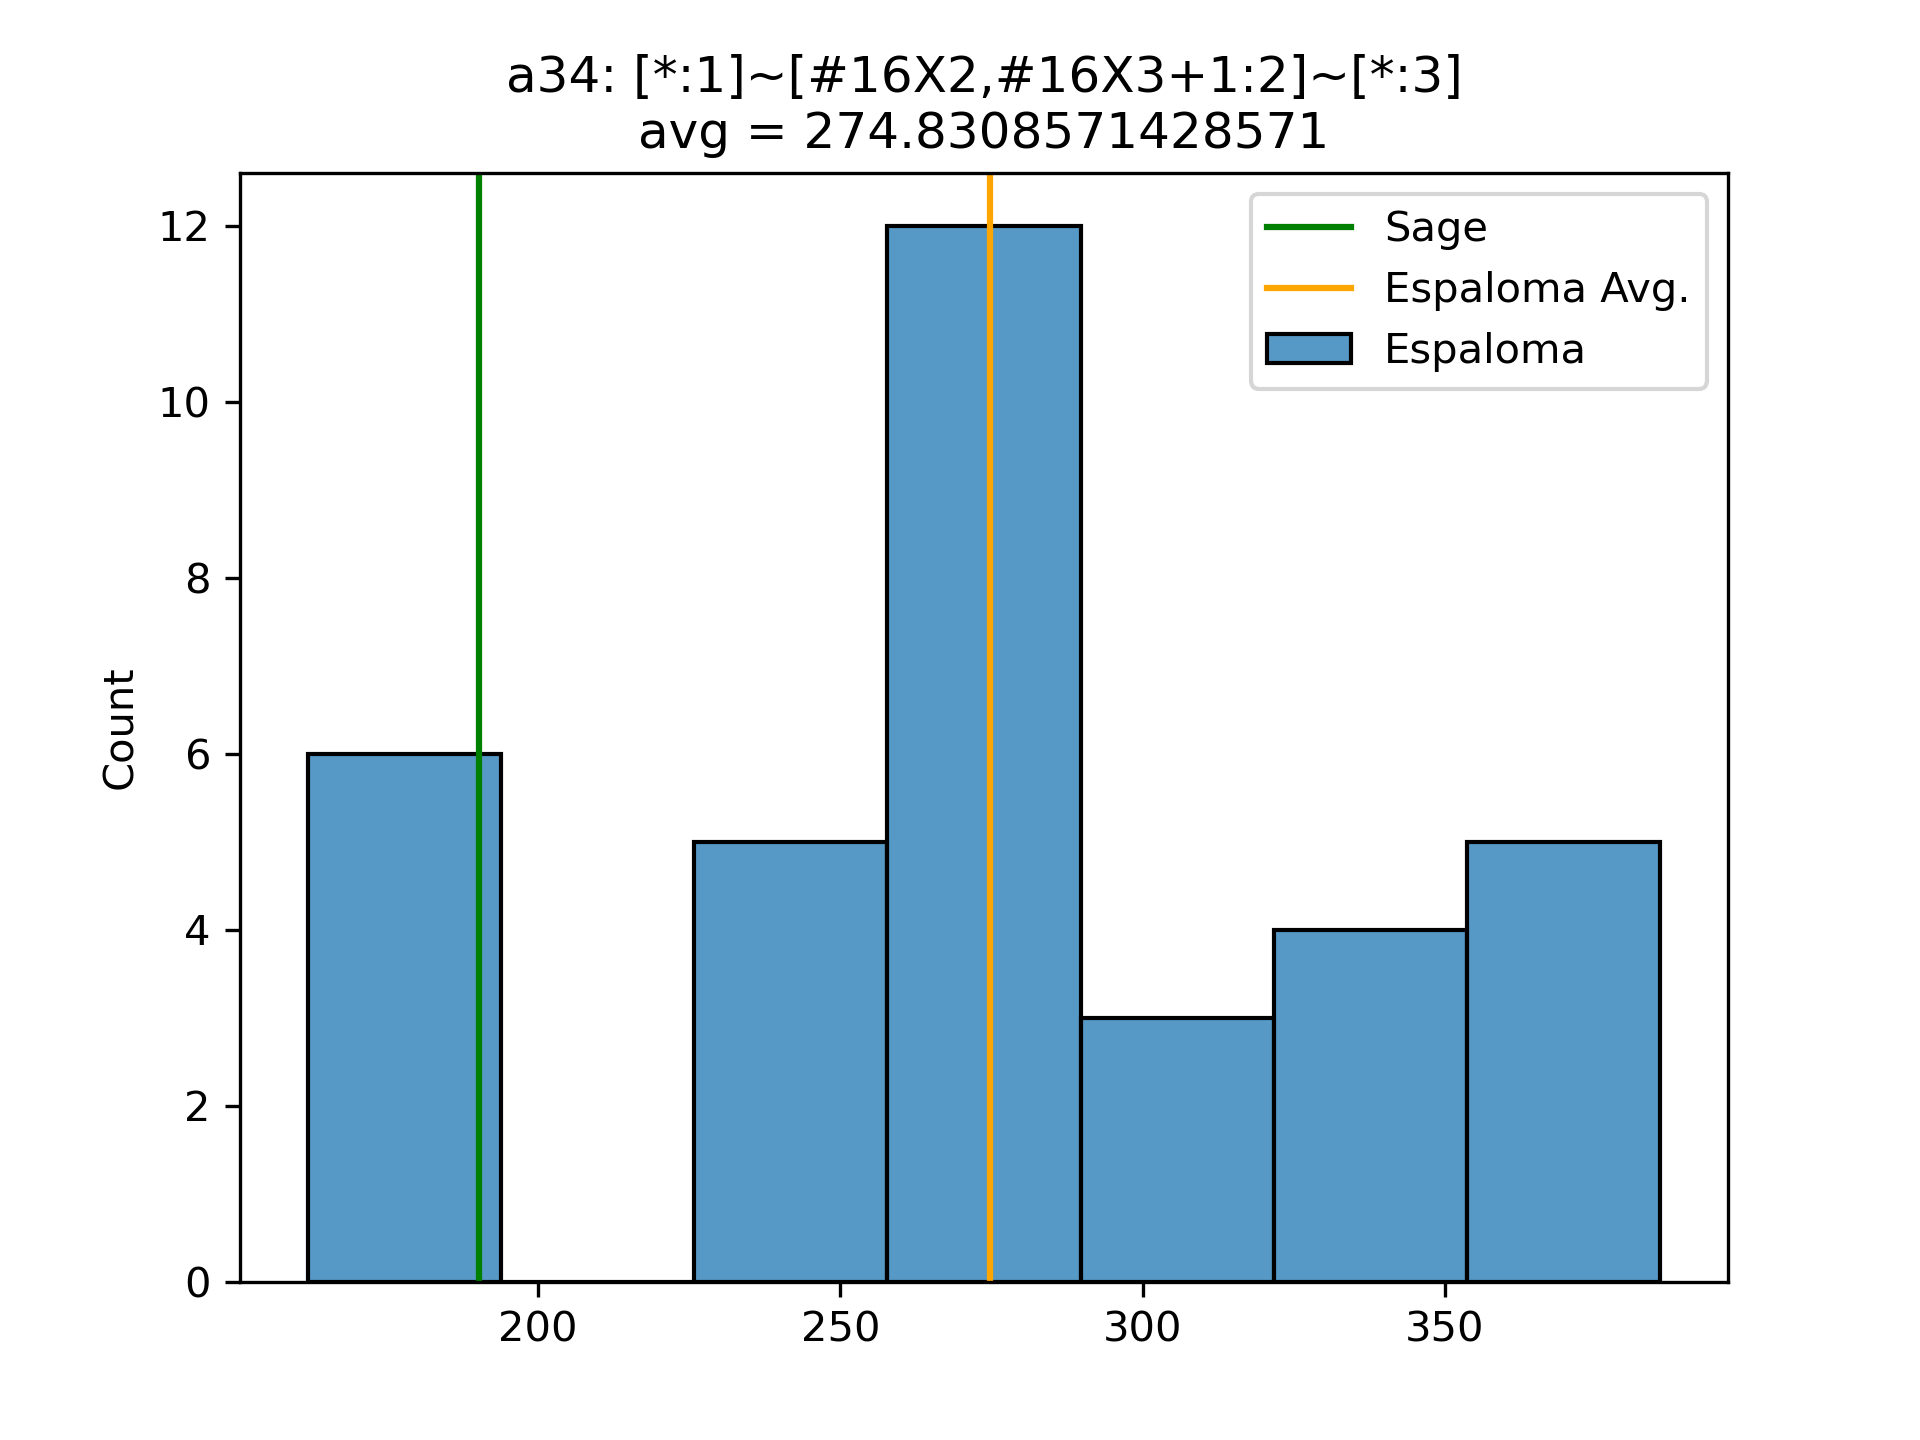 a34: [*:1]~[#16X2,#16X3+1:2]~[*:3]
avg = 274.8308571428571
Sage
Espaloma Avg.
Espaloma
Count
12
10
8
6
4
2
0
200 250 300 350